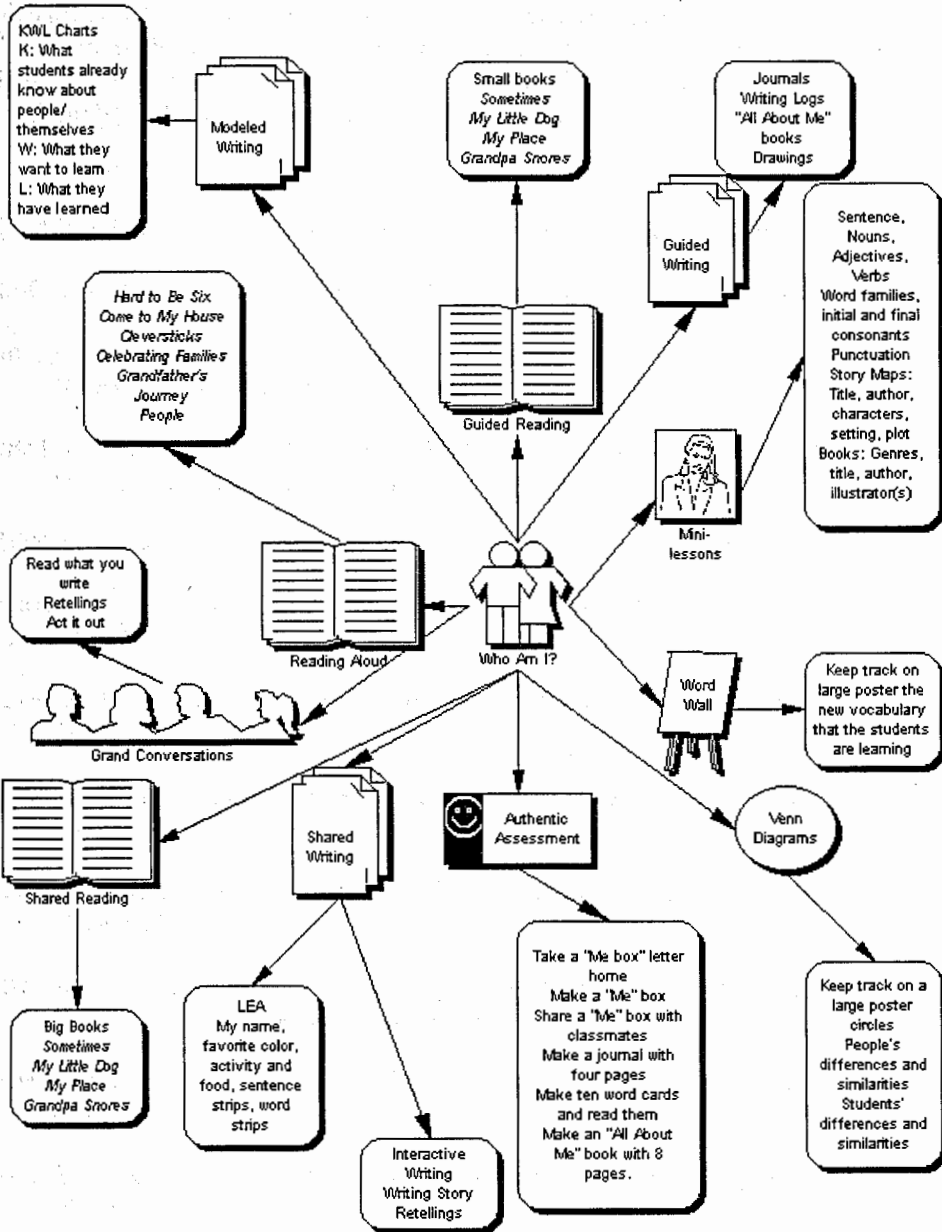 KWL Charts
K: What
students already
know about
people/
themselves
W: What they
want to learn
L: What they
have learned
Modeled
Writing
Small books
Sometimes
My Little Dog
My Place
Grandpa Snores
Journals
Writing Logs
"All About Me"
books
Drawings
Guided
Writing
Sentence,
Nouns,
Adjectives,
Verbs
Word families,
initial and final
consonants
Punctuation
Story Maps:
Title, author,
characters,
setting, plot
Books: Genres,
title, author,
illustrator(s)
Hard to Be Six
Come to My House
Cleversticks
Celebrating Families
Grandfather's
Journey
People
Guided Reading
Mini-
lessons
Read what you
write
Retellings
Act it out
Reading Aloud
Who Am I?
Grand Conversations
Word
Wall
Keep track on
large poster the
new vocabulary
that the students
are learning
Shared Reading
Shared
Writing
Authentic
Assessment
Venn
Diagrams
Big Books
Sometimes
My Little Dog
My Place
Grandpa Snores
LEA
My name,
favorite color,
activity and
food, sentence
strips, word
strips
Interactive
Writing
Writing Story
Retellings
Take a "Me box" letter
home
Make a "Me" box
Share a "Me" box with
classmates
Make a journal with
four pages
Make ten word cards
and read them
Make an "All About
Me" book with 8
pages.
Keep track on a
large poster
circles
People's
differences and
similarities
Students'
differences and
similarities